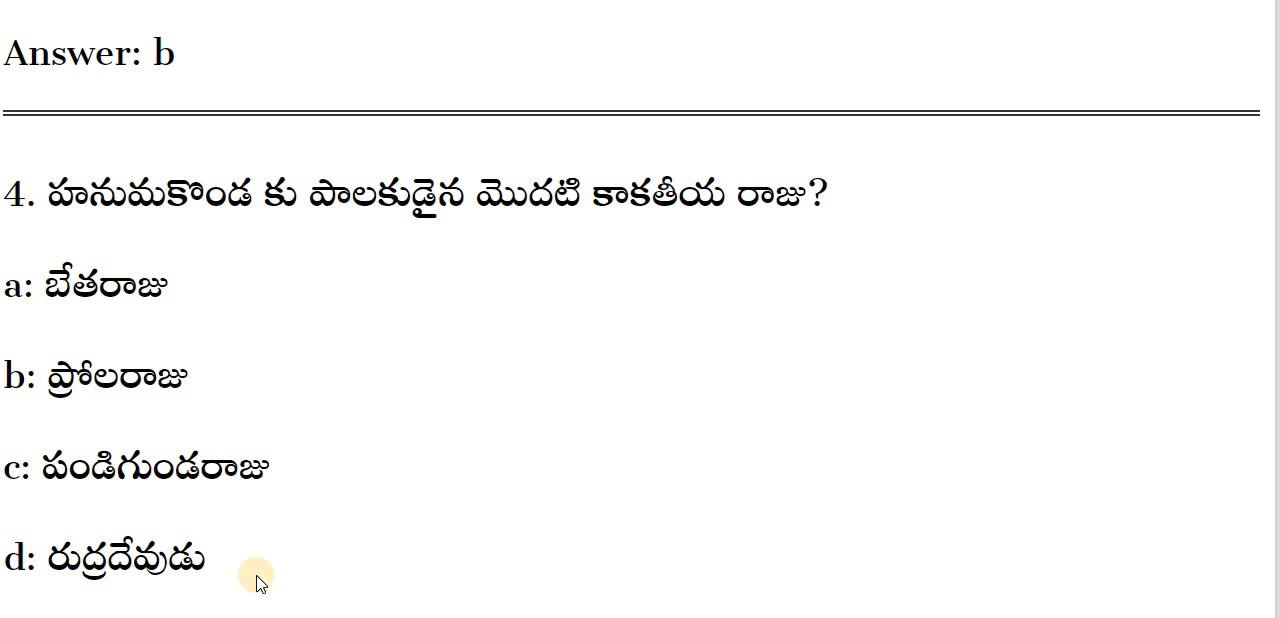 Answer: b
4. హనుమకొండ కు పాలకుడైన మొదటి కాకతీయ రాజు?
a: బేతరాజు
b: ప్రోలరాజు
c: పండిగుండరాజు
d: రుద్రదేవుడు